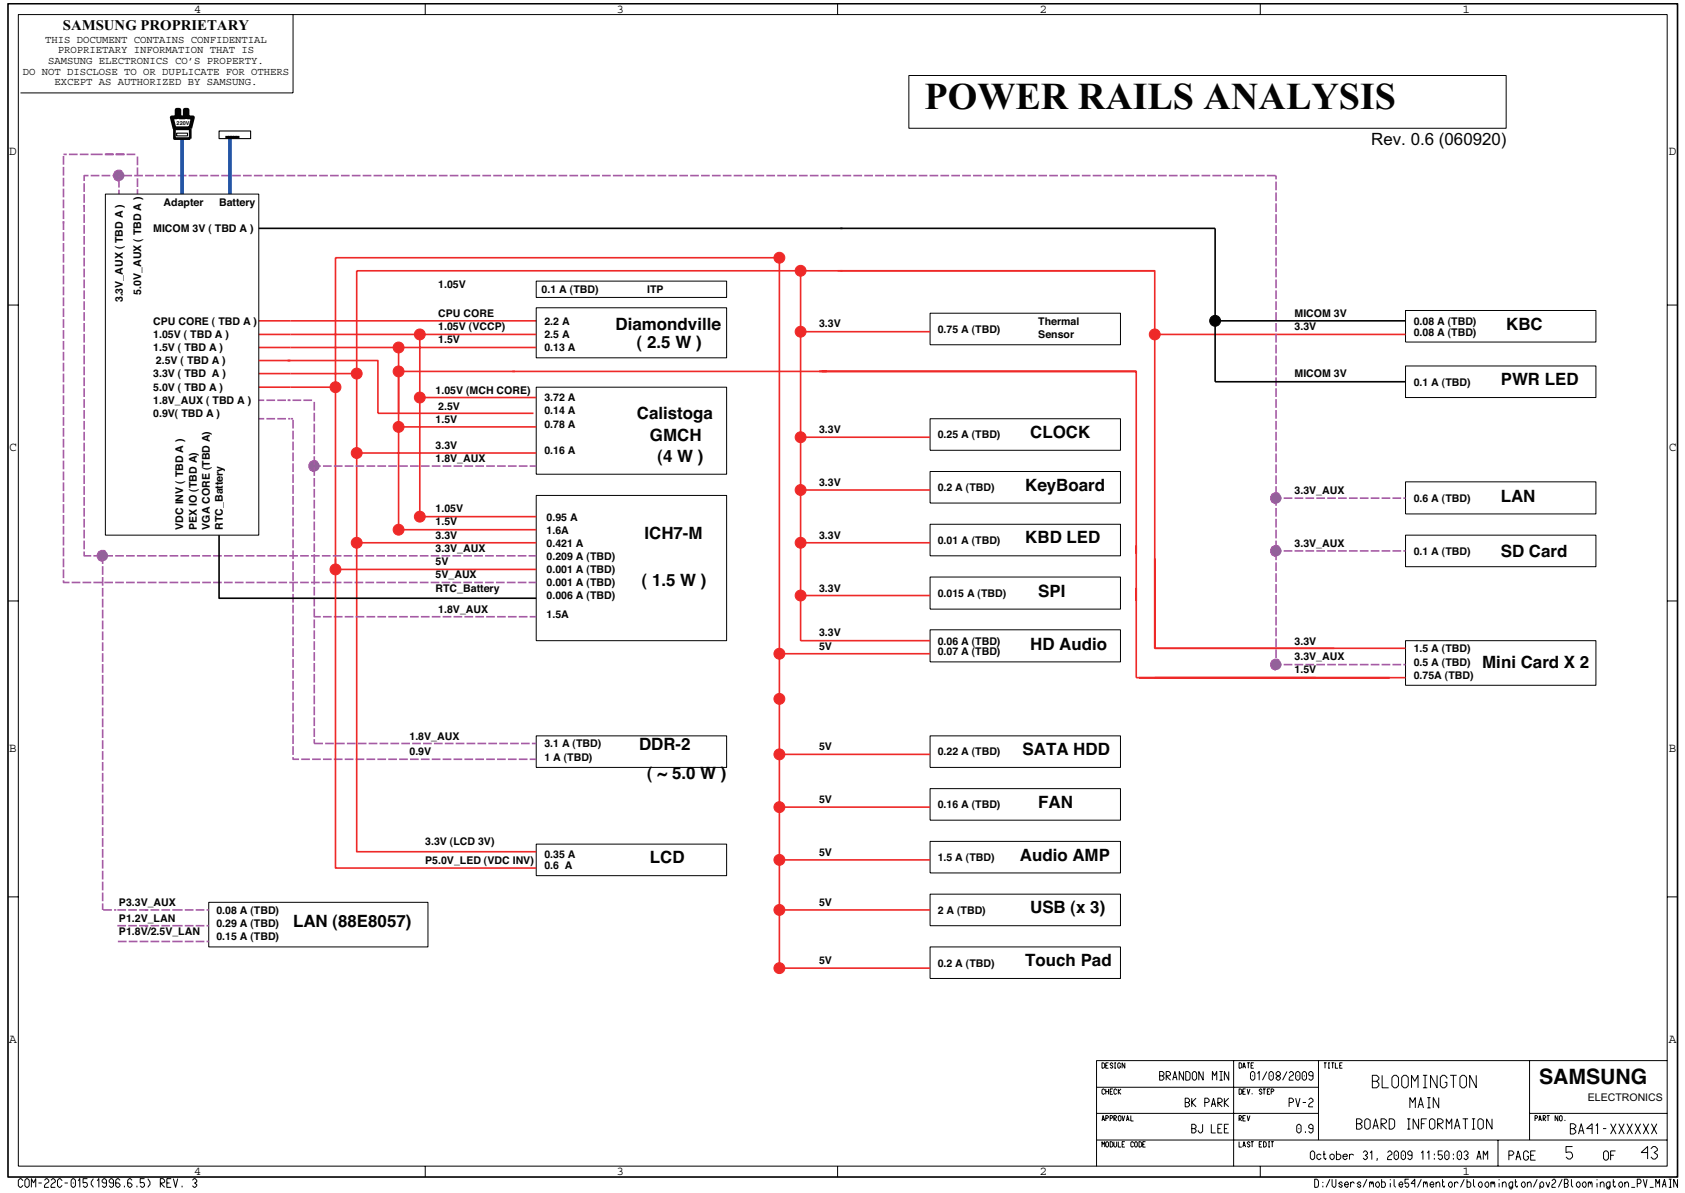 4 3 2 1
SAMSUNG PROPRIETARY
THIS DOCUMENT CONTAINS CONFIDENTIAL
PROPRIETARY INFORMATION THAT IS
SAMSUNG ELECTRONICS CO'S PROPERTY.
DO NOT DISCLOSE TO OR DUPLICATE FOR OTHERS
EXCEPT AS AUTHORIZED BY SAMSUNG.
POWER RAILS ANALYSIS
Rev. 0.6 (060920)
D D
220V
Adapter Battery
3.3V_AUX ( TBD A )
5.0V_AUX ( TBD A )
MICOM 3V ( TBD A )
CPU CORE ( TBD A )
1.05V ( TBD A )
1.5V ( TBD A )
2.5V ( TBD A )
3.3V ( TBD A )
5.0V ( TBD A )
1.8V_AUX ( TBD A )
0.9V( TBD A )
VDC INV ( TBD A )
PEX IO (TBD A)
VGA CORE (TBD A)
RTC_Battery
1.05V
0.1 A (TBD) ITP
CPU CORE
1.05V (VCCP)
1.5V
2.2 A
2.5 A
0.13 A
Diamondville
( 2.5 W )
1.05V (MCH CORE)
2.5V
1.5V
3.3V
1.8V_AUX
3.72 A
0.14 A
0.78 A
0.16 A
Calistoga
GMCH
(4 W )
C C
1.05V
1.5V
3.3V
3.3V_AUX
5V
5V_AUX
RTC_Battery
1.8V_AUX
0.95 A
1.6A
0.421 A
0.209 A (TBD)
0.001 A (TBD)
0.001 A (TBD)
0.006 A (TBD)
1.5A
ICH7-M
( 1.5 W )
1.8V_AUX
0.9V
3.1 A (TBD)
1 A (TBD)
DDR-2
( ~ 5.0 W )
B B
3.3V (LCD 3V)
P5.0V_LED (VDC INV)
0.35 A
0.6 A
LCD
P3.3V_AUX
P1.2V_LAN
P1.8V/2.5V_LAN
0.08 A (TBD)
0.29 A (TBD)
0.15 A (TBD)
LAN (88E8057)
3.3V 0.75 A (TBD) Thermal
Sensor
3.3V 0.25 A (TBD) CLOCK
3.3V 0.2 A (TBD) KeyBoard
3.3V 0.01 A (TBD) KBD LED
3.3V 0.015 A (TBD) SPI
3.3V 0.06 A (TBD)
5V 0.07 A (TBD)
HD Audio
5V 0.22 A (TBD) SATA HDD
5V 0.16 A (TBD) FAN
5V 1.5 A (TBD) Audio AMP
5V 2 A (TBD) USB (x 3)
5V 0.2 A (TBD) Touch Pad
MICOM 3V 0.08 A (TBD)
3.3V 0.08 A (TBD)
KBC
MICOM 3V 0.1 A (TBD) PWR LED
3.3V_AUX 0.6 A (TBD) LAN
3.3V_AUX 0.1 A (TBD) SD Card
3.3V 1.5 A (TBD)
3.3V_AUX 0.5 A (TBD) Mini Card X 2
1.5V 0.75A (TBD)
A A
DESIGN BRANDON MIN DATE 01/08/2009
CHECK BK PARK DEV. STEP PV-2
APPROVAL BJ LEE REV 0.9
MODULE CODE LAST EDIT October 31, 2009 11:50:03 AM
TITLE
BLOOMINGTON
MAIN
BOARD INFORMATION
SAMSUNG
ELECTRONICS
PART NO.
BA41-XXXXXX
PAGE 5 OF 43
4 3 2 1
COM-22C-015(1996.6.5) REV. 3
D:/Users/mobile54/mentor/bloomington/pv2/Bloomington_PV_MAIN